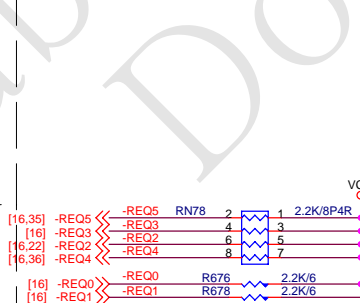 VC
[16,35] -REQ5 -REQ5 RN78 2 1 2.2K/8P4R
[16] -REQ3 -REQ3 4 3
[16,22] -REQ2 -REQ2 6 5
[16,36] -REQ4 -REQ4 8 7
[16] -REQ0 -REQ0 R676 2.2K/6
[16] -REQ1 -REQ1 R678 2.2K/6
Do